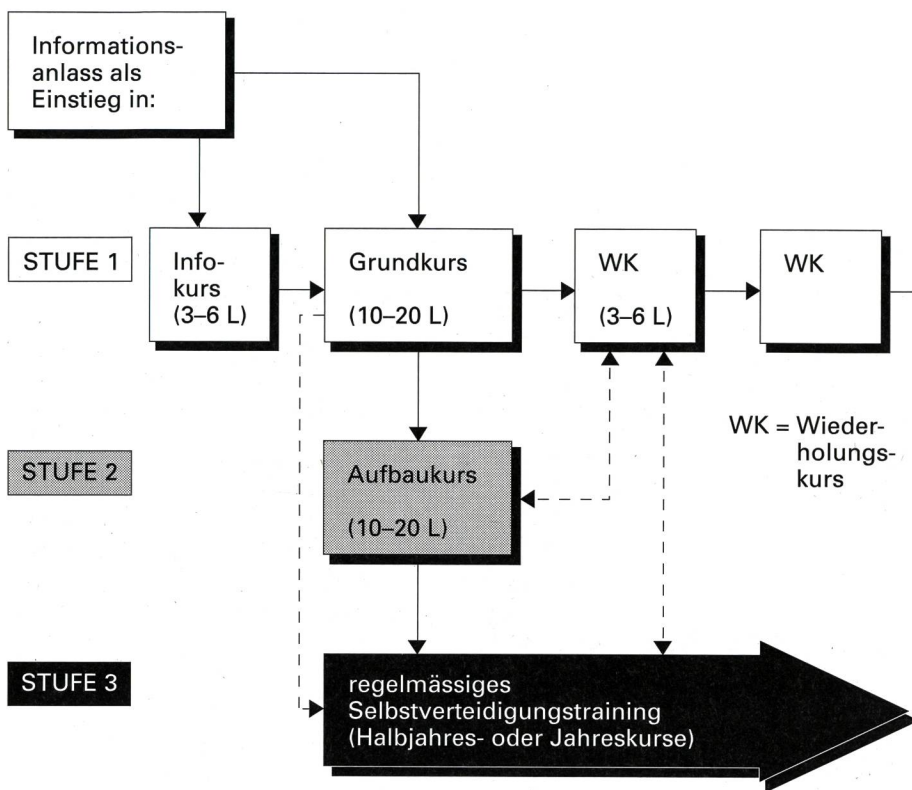 Informations-
anlass als
Einstieg in:
STUFE 1
Info-
kurs
(3–6 L)
Grundkurs
(10–20 L)
WK
(3–6 L)
WK
WK = Wieder-
holungs-
kurs
STUFE 2
Aufbaukurs
(10–20 L)
STUFE 3
regelmässiges
Selbstverteidigungstraining
(Halbjahres- oder Jahreskurse)